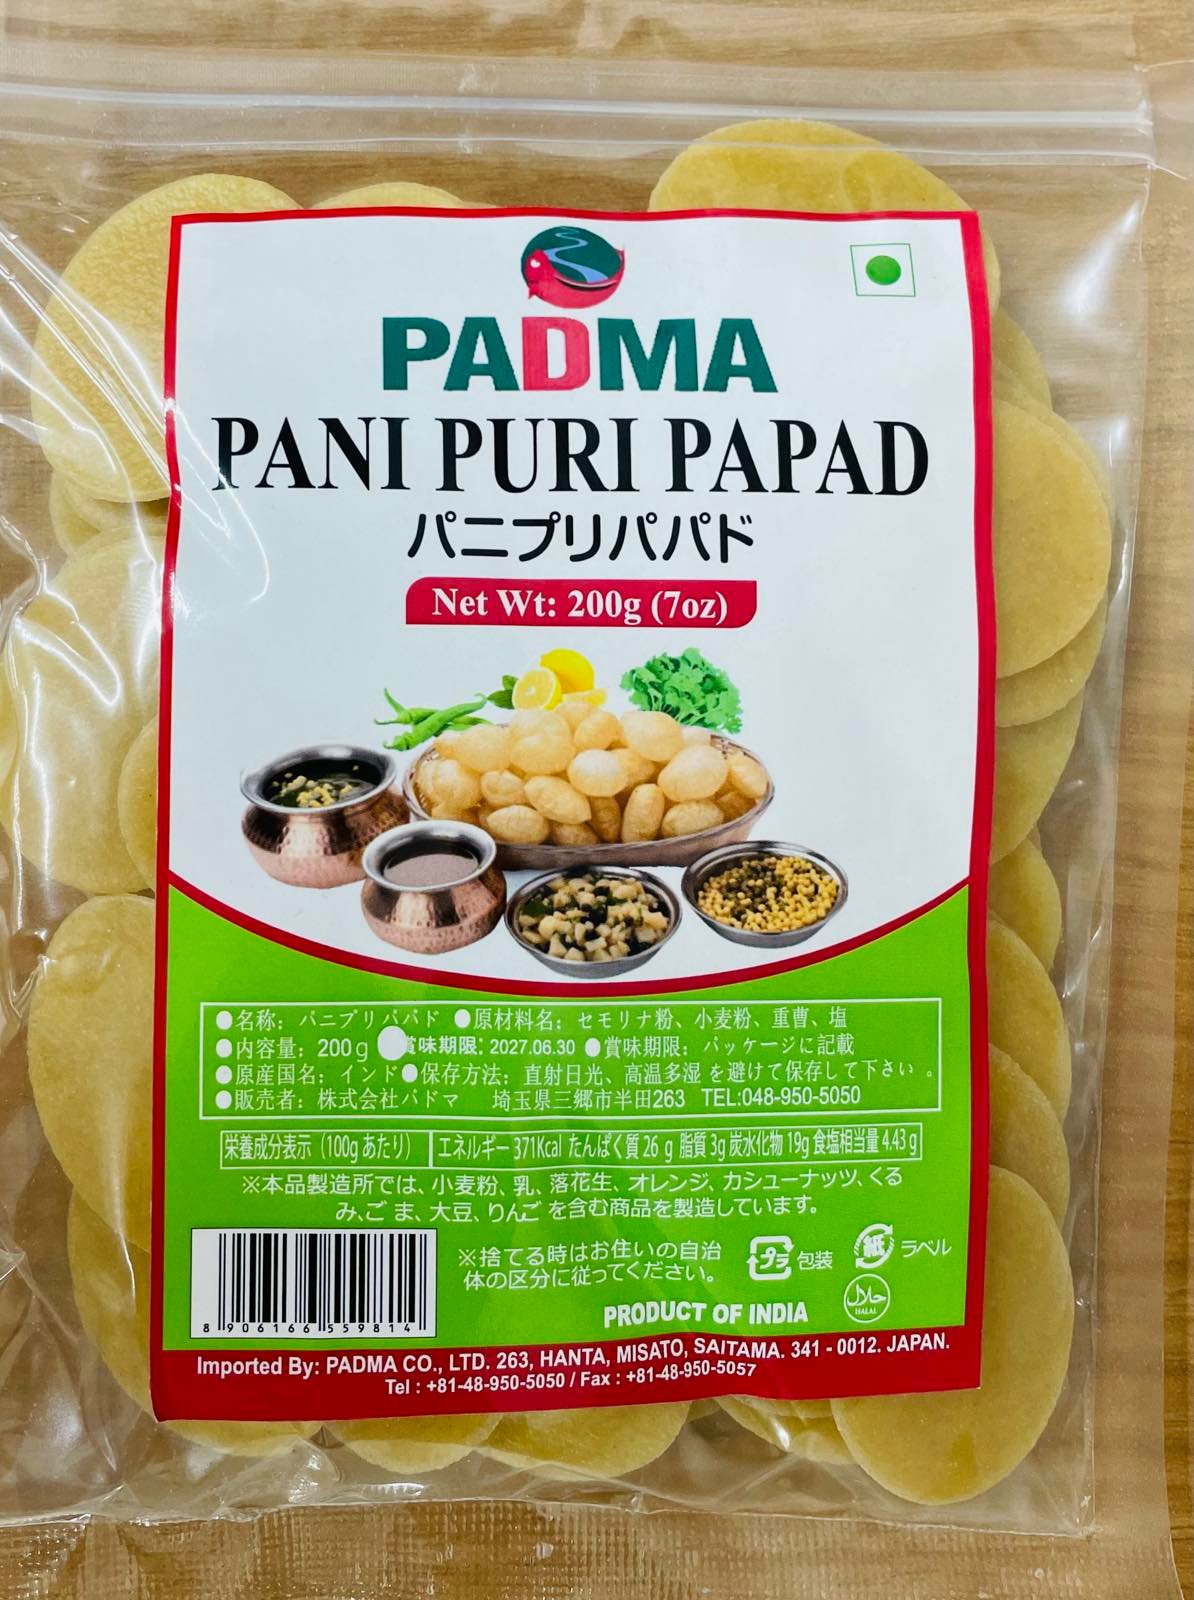 PADMA
PANI PURI PAPAD
パニプリパパド
Net Wt: 200g (7oz)
●名称: パニプリパパド ●原材料名: セモリナ粉、小麦粉、重曹、塩
●内容量: 200g 賞味期限: 2027.06.30 ●賞味期限: パッケージに記載
●原産国名: インド●保存方法: 直射日光、高温多湿 を避けて保存して下さい 。
●販売者: 株式会社パドマ 埼玉県三郷市半田263 TEL:048-950-5050
栄養成分表示（100gあたり） エネルギー 371Kcal たんぱく質 26 g 脂質 3g 炭水化物 19g 食塩相当量 4.43 g
※本品製造所では、小麦粉、乳、落花生、オレンジ、カシューナッツ、くる
み、ごま、大豆、りんごを含む商品を製造しています。
※捨てる時はお住いの自治
体の区分に従ってください。
プラ 包装
紙 ラベル
حلال
HALAL
PRODUCT OF INDIA
8 906166 559814
Imported By: PADMA CO., LTD. 263, HANTA, MISATO, SAITAMA. 341 - 0012. JAPAN.
Tel : +81-48-950-5050 / Fax : +81-48-950-5057